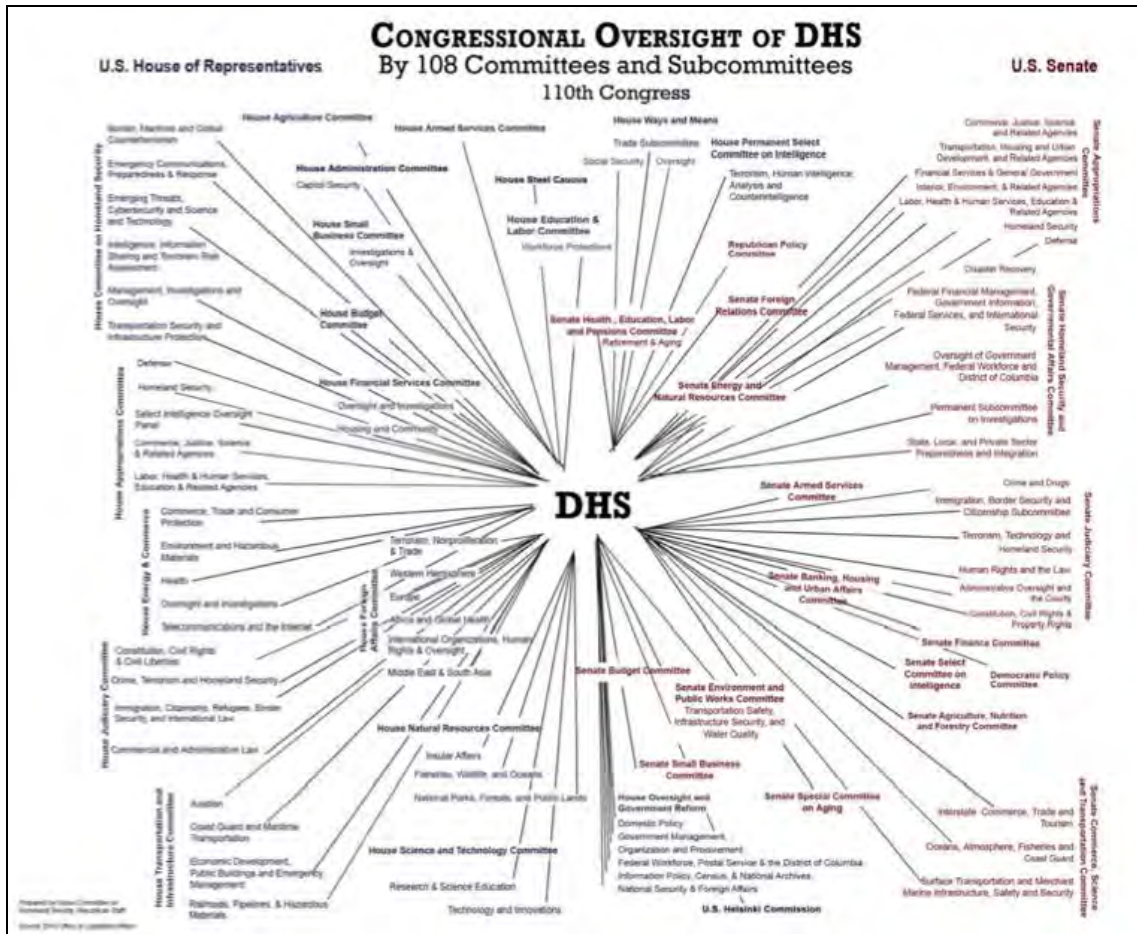 CONGRESSIONAL OVERSIGHT OF DHS
By 108 Committees and Subcommittees
110th Congress
U.S. House of Representatives
U.S. Senate
House Agriculture Committee
House Armed Services Committee
House Administration Committee
Capitol Security
House Small
Business Committee
Investigations &
Oversight
House Budget
Committee
House Financial Services Committee
Oversight and Investigations
Housing and Community
House Steel Caucus
House Education &
Labor Committee
Workforce Protections
House Ways and Means
Trade Subcommittee
Social Security
Oversight
House Permanent Select
Committee on Intelligence
Terrorism, Human Intelligence,
Analysis and
Counterintelligence
Republican Policy
Committee
House Committee on Homeland Security
Border, Maritime and Global
Counterterrorism
Emergency Communications,
Preparedness & Response
Emerging Threats,
Cybersecurity and Science
and Technology
Intelligence, Information
Sharing and Terrorism Risk
Assessment
Management, Investigations and
Oversight
Transportation Security and
Infrastructure Protection
House Appropriations Committee
Defense
Homeland Security
Select Intelligence Oversight
Panel
Commerce, Justice, Science
& Related Agencies
Labor, Health & Human Services,
Education & Related Agencies
House Energy & Commerce
Commerce, Trade and Consumer
Protection
Environment and Hazardous
Materials
Health
Oversight and Investigations
Telecommunications and the Internet
House Foreign
Affairs Committee
Terrorism, Nonproliferation
& Trade
Western Hemisphere
Europe
Africa and Global Health
International Organizations, Human
Rights & Oversight
Middle East & South Asia
House Judiciary Committee
Constitution, Civil Rights
& Civil Liberties
Crime, Terrorism and Homeland Security
Immigration, Citizenship, Refugees, Border
Security, and International Law
Commercial and Administrative Law
House Natural Resources Committee
Insular Affairs
Fisheries, Wildlife, and Oceans
National Parks, Forests, and Public Lands
House Transportation and
Infrastructure Committee
Aviation
Coast Guard and Maritime
Transportation
Economic Development,
Public Buildings and Emergency
Management
Railroads, Pipelines, & Hazardous
Materials
House Science and Technology Committee
Research & Science Education
Technology and Innovations
House Oversight and
Government Reform
Domestic Policy
Government Management,
Organization and Procurement
Federal Workforce, Postal Service & the District of Columbia
Information Policy, Census, & National Archives
National Security & Foreign Affairs
U.S. Helsinki Commission
DHS
Senate Appropriations
Committee
Commerce, Justice, Science
and Related Agencies
Transportation, Housing and Urban
Development, and Related Agencies
Financial Services & General Government
Interior, Environment, & Related Agencies
Labor, Health & Human Services, Education &
Related Agencies
Homeland Security
Defense
Senate Homeland Security and
Governmental Affairs Committee
Disaster Recovery
Federal Financial Management,
Government Information,
Federal Services, and International
Security
Oversight of Government
Management, Federal Workforce and
District of Columbia
Permanent Subcommittee
on Investigations
State, Local, and Private Sector
Preparedness and Integration
Senate Foreign
Relations Committee
Senate Health, Education, Labor
and Pensions Committee
Retirement & Aging
Senate Energy and
Natural Resources Committee
Senate Armed Services
Committee
Senate Judiciary Committee
Crime and Drugs
Immigration, Border Security and
Citizenship Subcommittee
Terrorism, Technology and
Homeland Security
Human Rights and the Law
Administrative Oversight and
the Courts
Constitution, Civil Rights &
Property Rights
Senate Banking, Housing
and Urban Affairs
Committee
Senate Finance Committee
Senate Select
Committee on
Intelligence
Democratic Policy
Committee
Senate Agriculture, Nutrition
and Forestry Committee
Senate Budget Committee
Senate Environment and
Public Works Committee
Transportation Safety,
Infrastructure Security, and
Water Quality
Senate Small Business
Committee
Senate Special Committee
on Aging
Senate Commerce, Science
and Transportation Committee
Interstate Commerce, Trade and
Tourism
Oceans, Atmosphere, Fisheries and
Coast Guard
Surface Transportation and Merchant
Marine Infrastructure, Safety and Security